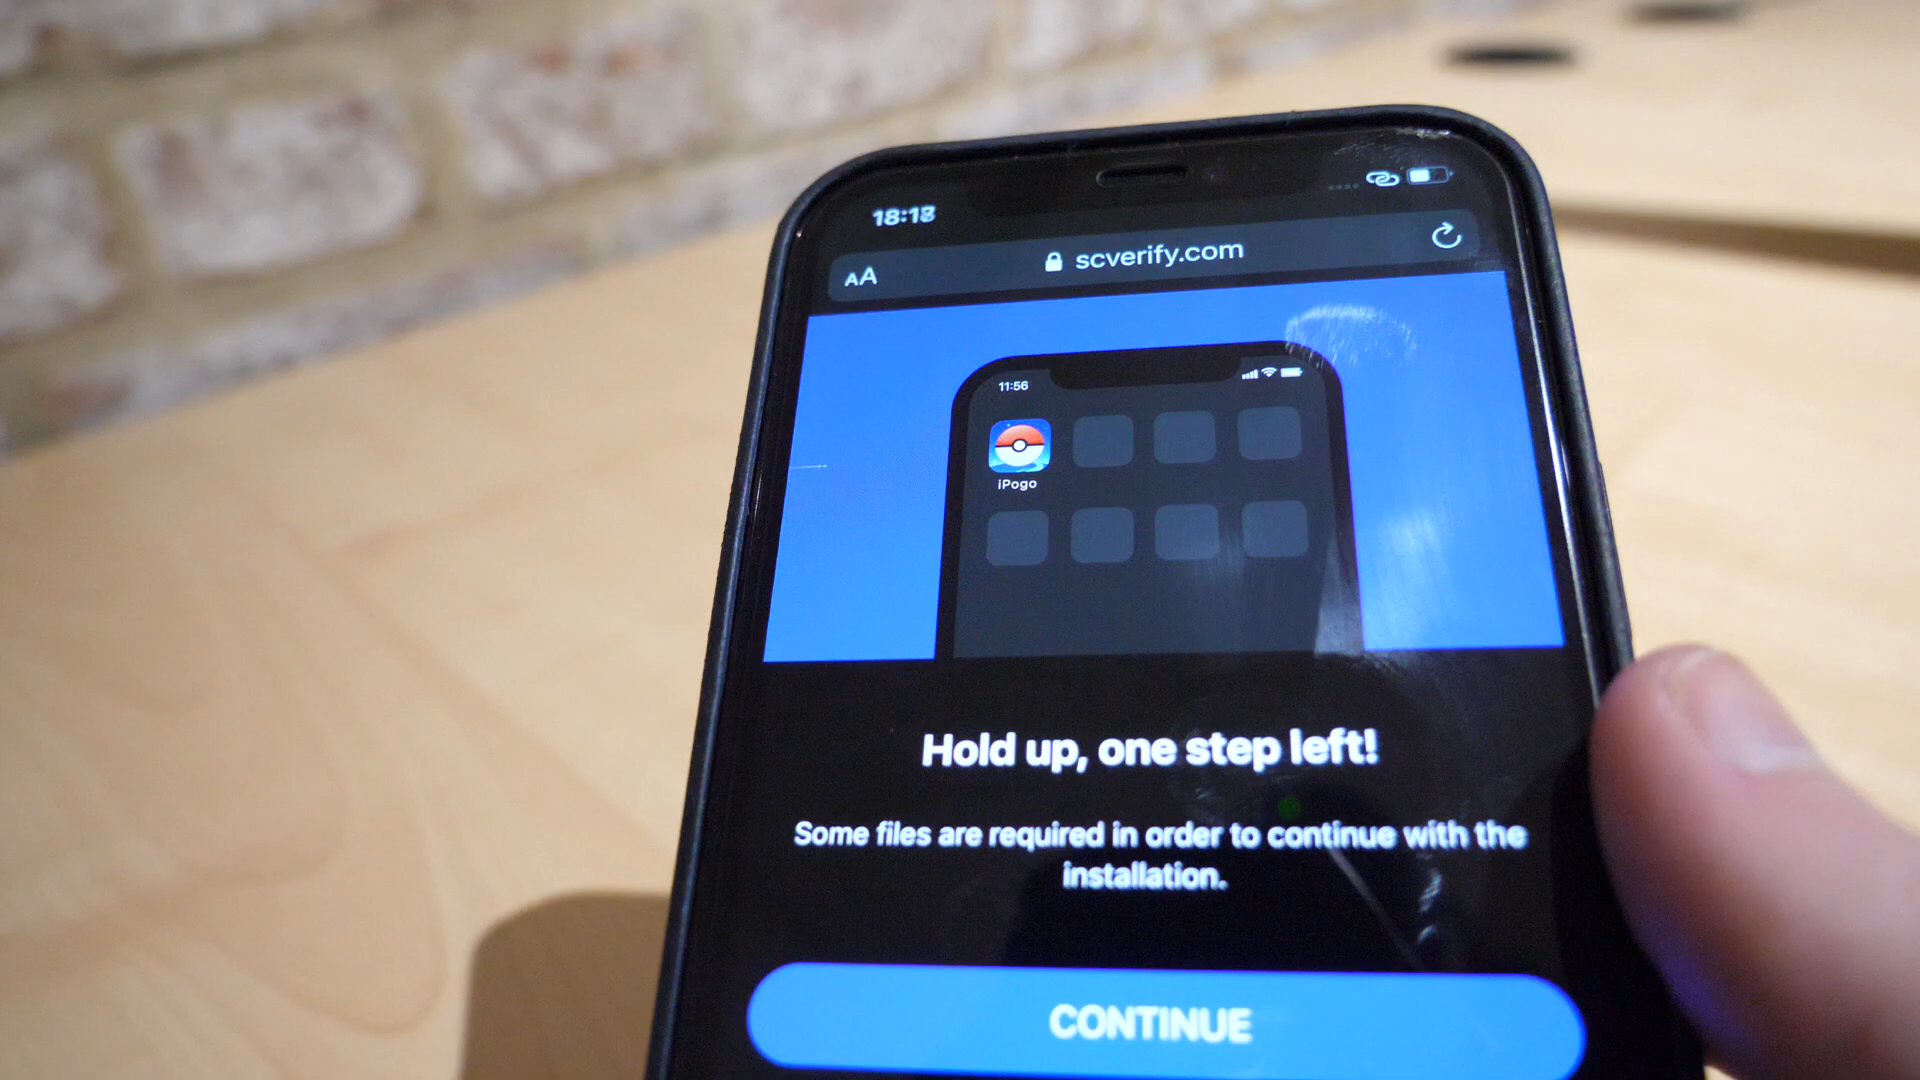 18:18
AA scverify.com
11:56
iPogo
Hold up, one step left!
Some files are required in order to continue with the
installation.
CONTINUE